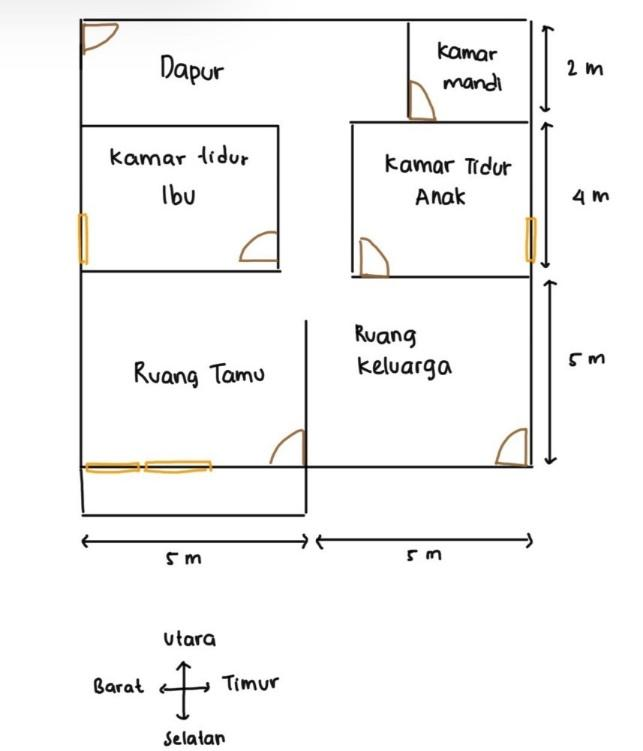 Dapur
Kamar
mandi
2 m
Kamar tidur
Ibu
Kamar Tidur
Anak
4 m
Ruang Tamu
Ruang
Keluarga
5 m
5 m
5 m
Utara
Barat
Timur
Selatan